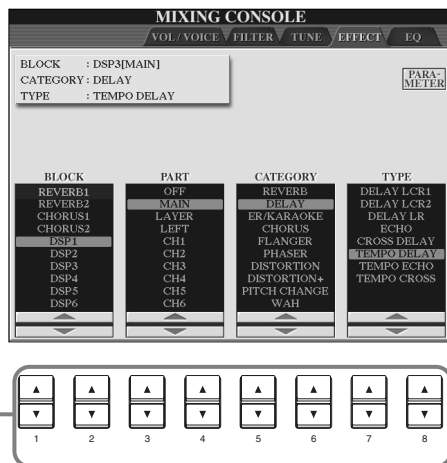 MIXING CONSOLE
VOL / VOICE FILTER TUNE EFFECT EQ
BLOCK : DSP3[MAIN]
CATEGORY : DELAY
TYPE : TEMPO DELAY
PARA-
METER
BLOCK PART CATEGORY TYPE
REVERB1 OFF REVERB DELAY LCR1
REVERB2 MAIN DELAY DELAY LCR2
CHORUS1 LAYER ER/KARAOKE DELAY LR
CHORUS2 LEFT CHORUS ECHO
DSP1 CH1 FLANGER CROSS DELAY
DSP2 CH2 PHASER TEMPO DELAY
DSP3 CH3 DISTORTION TEMPO ECHO
DSP4 CH4 DISTORTION+ TEMPO CROSS
DSP5 CH5 PITCH CHANGE
DSP6 CH6 WAH
1 2 3 4 5 6 7 8